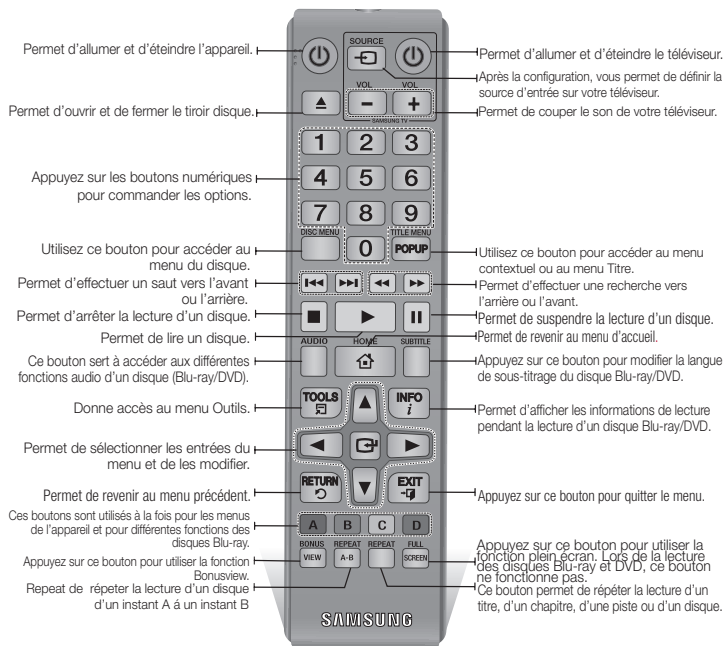 Permet d'allumer et d'éteindre l'appareil.
SOURCE
Permet d'allumer et d'éteindre le téléviseur.
Après la configuration, vous permet de définir la
source d'entrée sur votre téléviseur.
VOL
VOL
- +
Permet d'ouvrir et de fermer le tiroir disque.
Permet de couper le son de votre téléviseur.
SAMSUNG TV
1 2 3
Appuyez sur les boutons numériques
pour commander les options.
4 5 6
7 8 9
DISC MENU
0
TITLE MENU
POPUP
Utilisez ce bouton pour accéder au
menu du disque.
Utilisez ce bouton pour accéder au menu
contextuel ou au menu Titre.
Permet d'effectuer un saut vers l'avant
ou l'arrière.
Permet d'effectuer une recherche vers
l'arrière ou l'avant.
Permet d'arrêter la lecture d'un disque.
Permet de suspendre la lecture d'un disque.
Permet de lire un disque.
Permet de revenir au menu d'accueil.
AUDIO
HOME
SUBTITLE
Ce bouton sert à accéder aux différentes
fonctions audio d'un disque (Blu-ray/DVD).
Appuyez sur ce bouton pour modifier la langue
de sous-titrage du disque Blu-ray/DVD.
TOOLS
INFO
i
Donne accès au menu Outils.
Permet d'afficher les informations de lecture
pendant la lecture d'un disque Blu-ray/DVD.
Permet de sélectionner les entrées du
menu et de les modifier.
RETURN
EXIT
Permet de revenir au menu précédent.
Appuyez sur ce bouton pour quitter le menu.
Ces boutons sont utilisés à la fois pour les menus
de l'appareil et pour différentes fonctions des
disques Blu-ray.
A B C D
BONUS
VIEW
REPEAT
A-B
REPEAT
FULL
SCREEN
Appuyez sur ce bouton pour utiliser la fonction
Bonusview.
Appuyez sur ce bouton pour utiliser la
fonction plein écran. Lors de la lecture
des disques Blu-ray et DVD, ce bouton
ne fonctionne pas.
Repeat de répeter la lecture d'un disque
d'un instant A á un instant B
Ce bouton permet de répéter la lecture d'un
titre, d'un chapitre, d'une piste ou d'un disque.
SAMSUNG